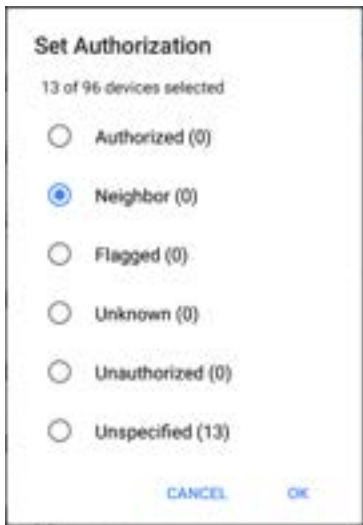 Set Authorization
13 of 96 devices selected
Authorized (0)
Neighbor (0)
Flagged (0)
Unknown (0)
Unauthorized (0)
Unspecified (13)
CANCEL OK